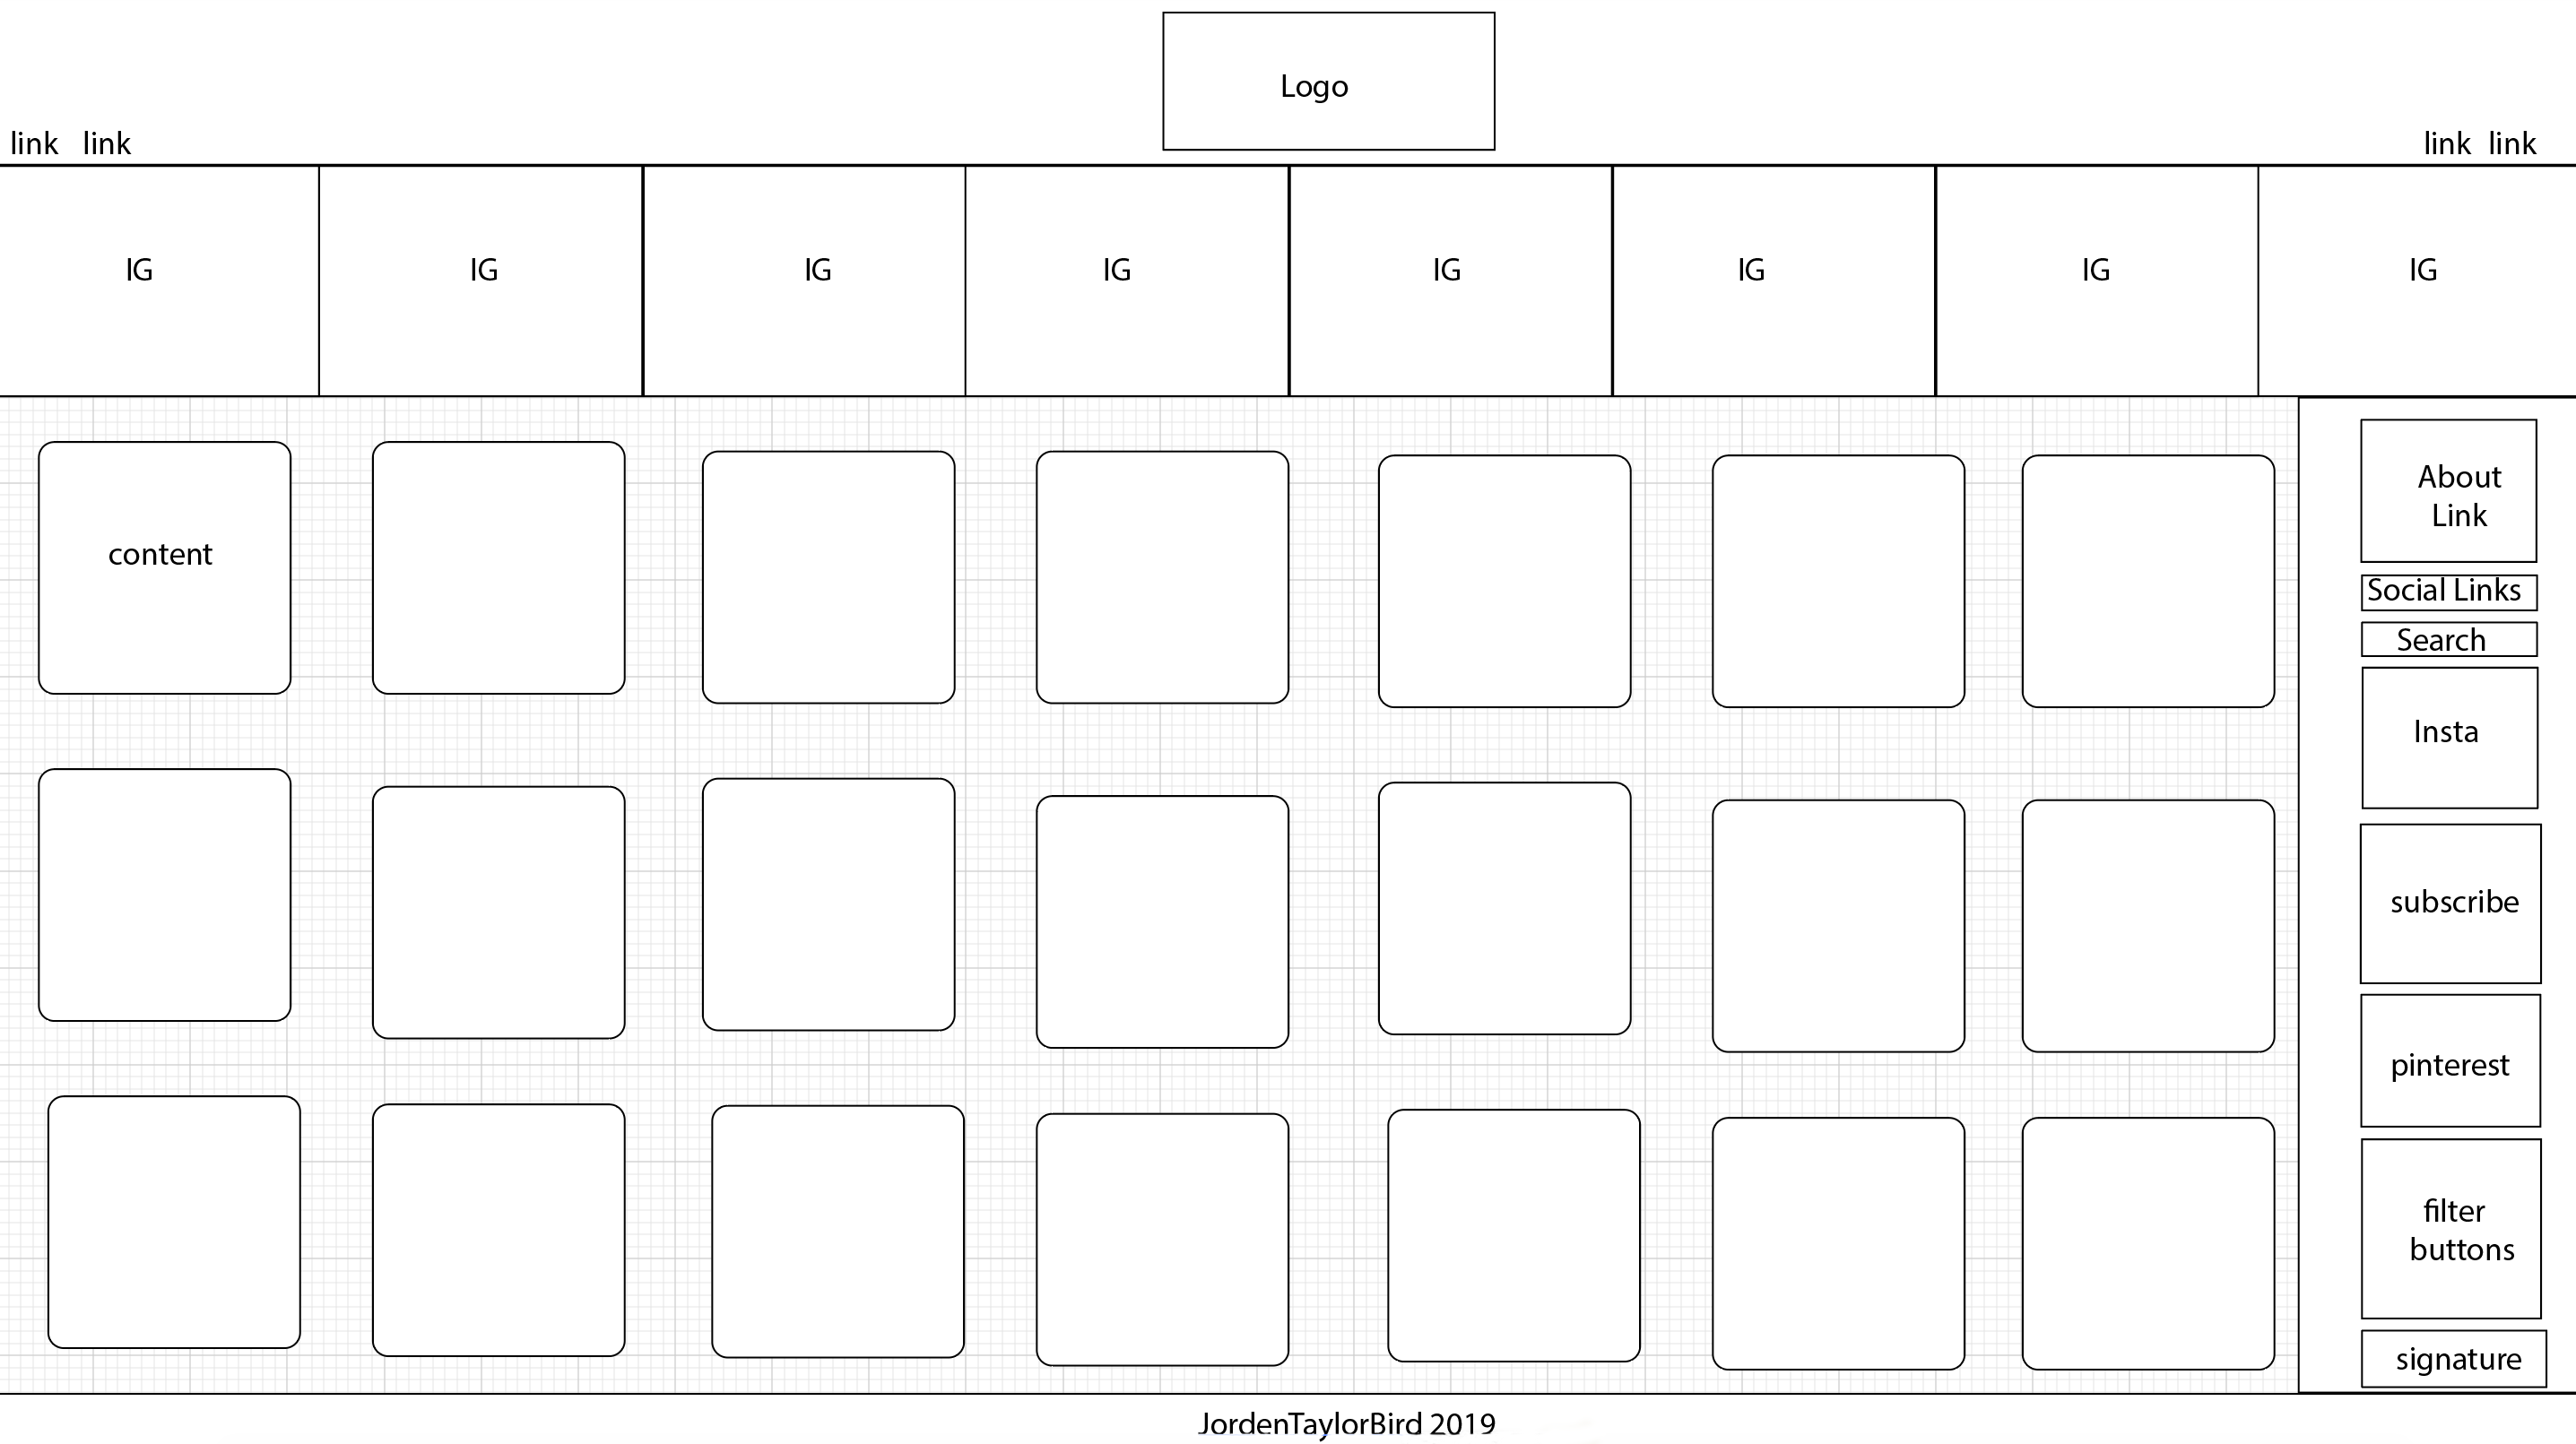 Logo
link link
link link
IG
IG
IG
IG
IG
IG
IG
IG
content
About
Link
Social Links
Search
Insta
subscribe
pinterest
filter
buttons
signature
JordenTaylorBird 2019